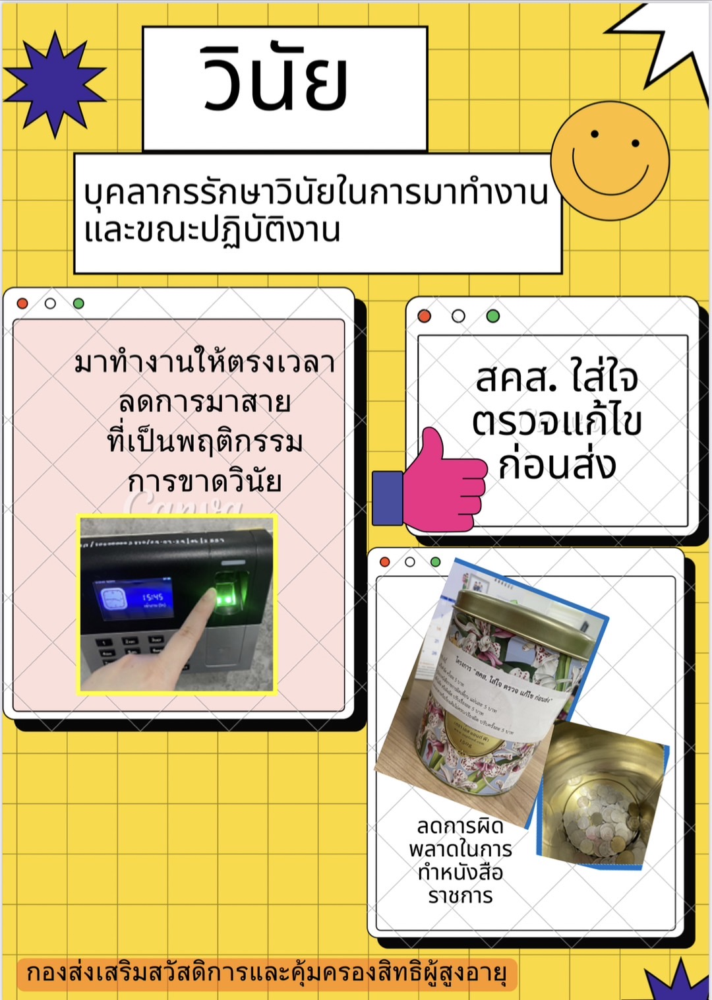 วินัย
บุคลากรรักษาวินัยในการมาทำงาน
และขณะปฏิบัติงาน
มาทำงานให้ตรงเวลา
ลดการมาสาย
ที่เป็นพฤติกรรม
การขาดวินัย
Canva
15:45
สคส. ใส่ใจ
ตรวจแก้ไข
ก่อนส่ง
โครงการ "สคส. ใส่ใจ ตรวจ แก้ไข ก่อนส่ง"
150g
ลดการผิด
พลาดในการ
ทำหนังสือ
ราชการ
กองส่งเสริมสวัสดิการและคุ้มครองสิทธิผู้สูงอายุ